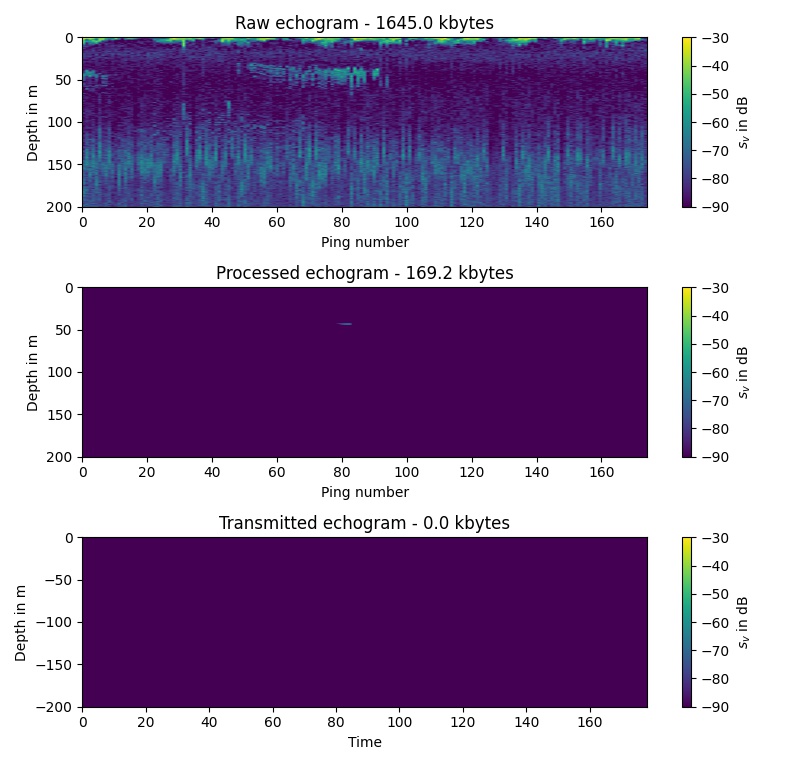 Raw echogram - 1645.0 kbytes
0
50
100
150
200
Depth in m
0 20 40 60 80 100 120 140 160
Ping number
−30
−40
−50
−60
−70
−80
−90
sv in dB
Processed echogram - 169.2 kbytes
0
50
100
150
200
Depth in m
0 20 40 60 80 100 120 140 160
Ping number
−30
−40
−50
−60
−70
−80
−90
sv in dB
Transmitted echogram - 0.0 kbytes
0
−50
−100
−150
−200
Depth in m
0 20 40 60 80 100 120 140 160
Time
−30
−40
−50
−60
−70
−80
−90
sv in dB